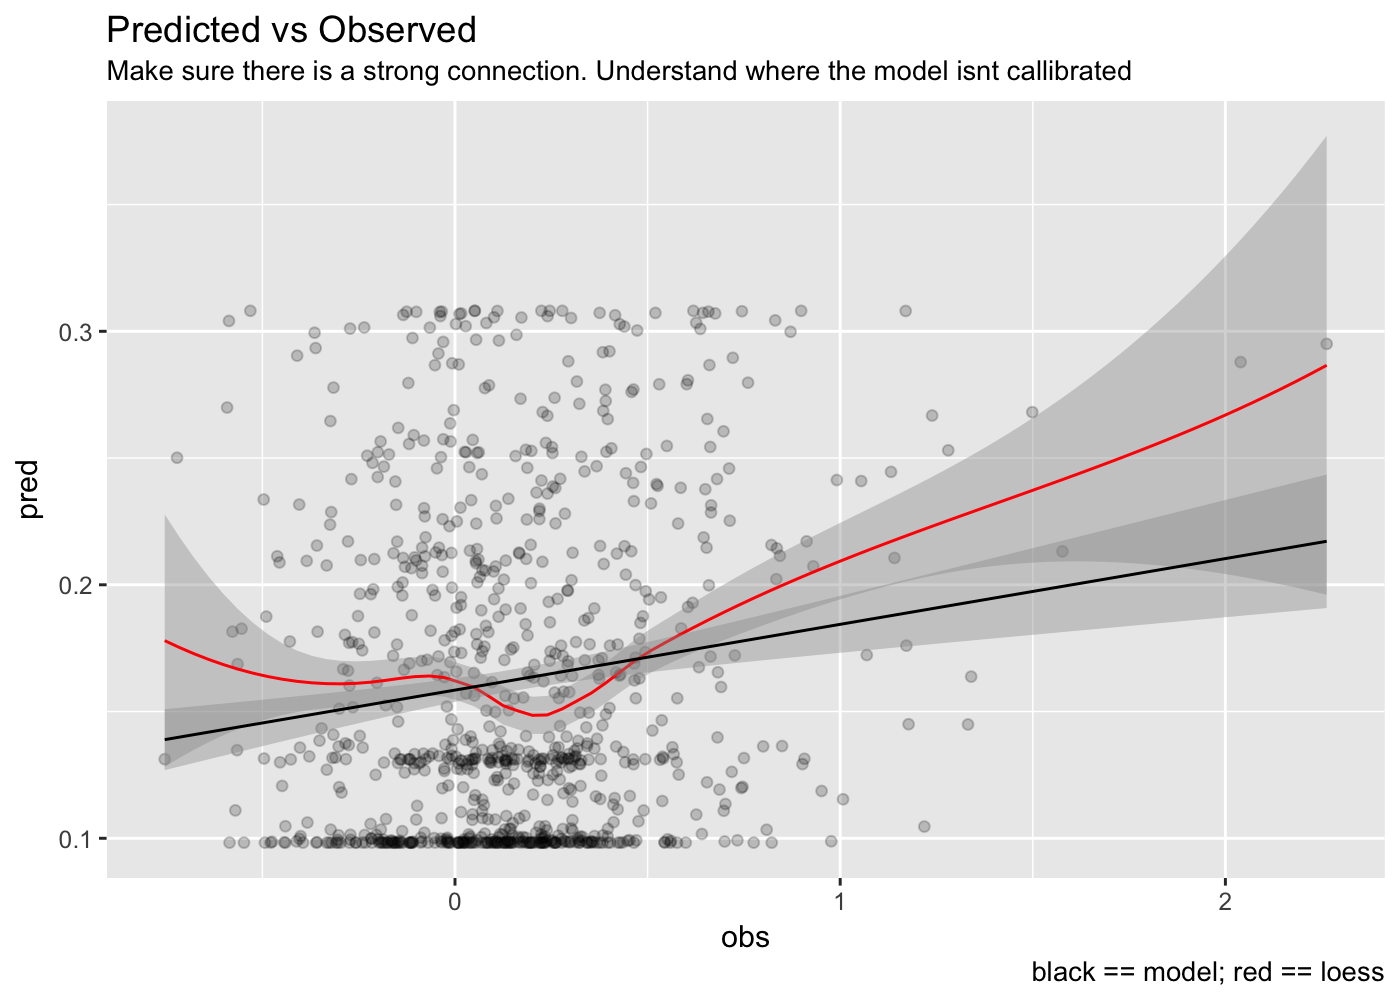 Predicted vs Observed
Make sure there is a strong connection. Understand where the model isnt callibrated
pred
0.3
0.2
0.1
0
1
2
obs
black == model; red == loess